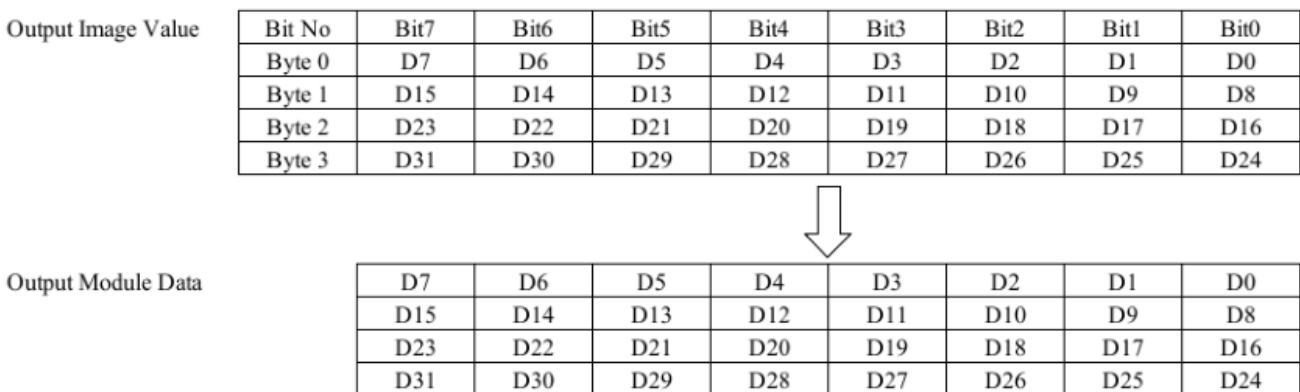 Output Image Value Bit No Bit7 Bit6 Bit5 Bit4 Bit3 Bit2 Bit1 Bit0
Byte 0 D7 D6 D5 D4 D3 D2 D1 D0
Byte 1 D15 D14 D13 D12 D11 D10 D9 D8
Byte 2 D23 D22 D21 D20 D19 D18 D17 D16
Byte 3 D31 D30 D29 D28 D27 D26 D25 D24
Output Module Data D7 D6 D5 D4 D3 D2 D1 D0
D15 D14 D13 D12 D11 D10 D9 D8
D23 D22 D21 D20 D19 D18 D17 D16
D31 D30 D29 D28 D27 D26 D25 D24